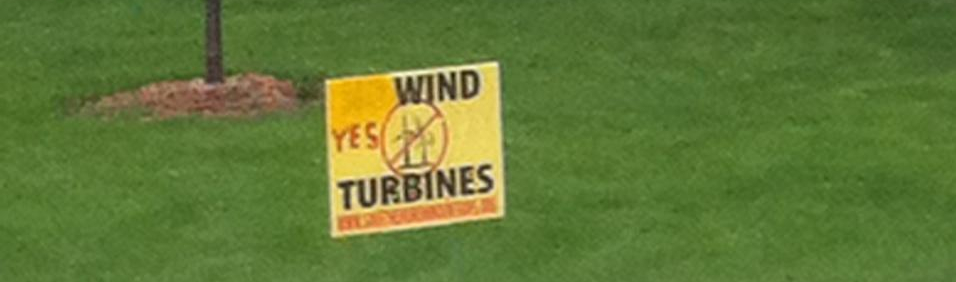 WIND
YES
TURBINES